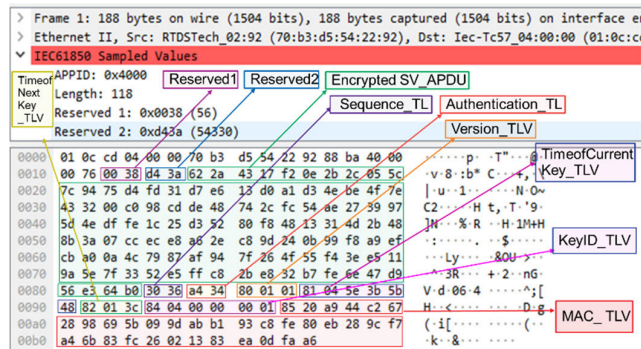 Frame 1: 188 bytes on wire (1504 bits), 188 bytes captured (1504 bits) on interface
Ethernet II, Src: RTDSTech_02:92 (70:b3:d5:54:22:92), Dst: Iec-Tc57_04:00:00 (01:0c:
IEC61850 Sampled Values
APPID: 0x4000
Length: 118
Reserved 1: 0x0038 (56)
Reserved 2: 0xd43a (54330)
Timeof
Next
Key
_TLV
Reserved1
Reserved2
Encrypted SV_APDU
Sequence_TL
Authentication_TL
Version_TLV
TimeofCurrent
Key_TLV
KeyID_TLV
MAC_ TLV
0000 01 0c cd 04 00 00 70 b3 d5 54 22 92 88 ba 40 00
0010 00 76 00 38 d4 3a 62 2a 43 17 f0 2e 2b 2c 05 5c
0020 7c 94 75 d4 fd 31 d7 e6 13 d0 a1 d3 4e be 4f 7e
0030 43 32 00 c0 98 cd de 48 74 2c fc 54 ae 27 39 97
0040 5d 4e df fe 1c 25 d3 52 80 f8 48 13 31 4d 2b 48
0050 8b 3a 07 cc ec e8 a6 2e c8 9d 24 0b 99 f8 a9 ef
0060 cb a0 0a 4c 79 87 af 94 7f 26 4f 55 f4 3e e5 11
0070 9a 5e 7f 33 52 e5 ff c8 2b e8 32 b7 fe 6e 47 d9
0080 56 e3 64 b0 30 36 a4 34 80 01 01 81 04 5e 3b 5b
0090 48 82 01 3c 84 04 00 00 00 01 85 20 a9 44 c2 67
00a0 28 98 69 5b 09 9d ab b1 93 c8 fe 80 eb 28 9c f7
00b0 a4 6b 83 fc 26 02 13 83 ea 0d fa a6